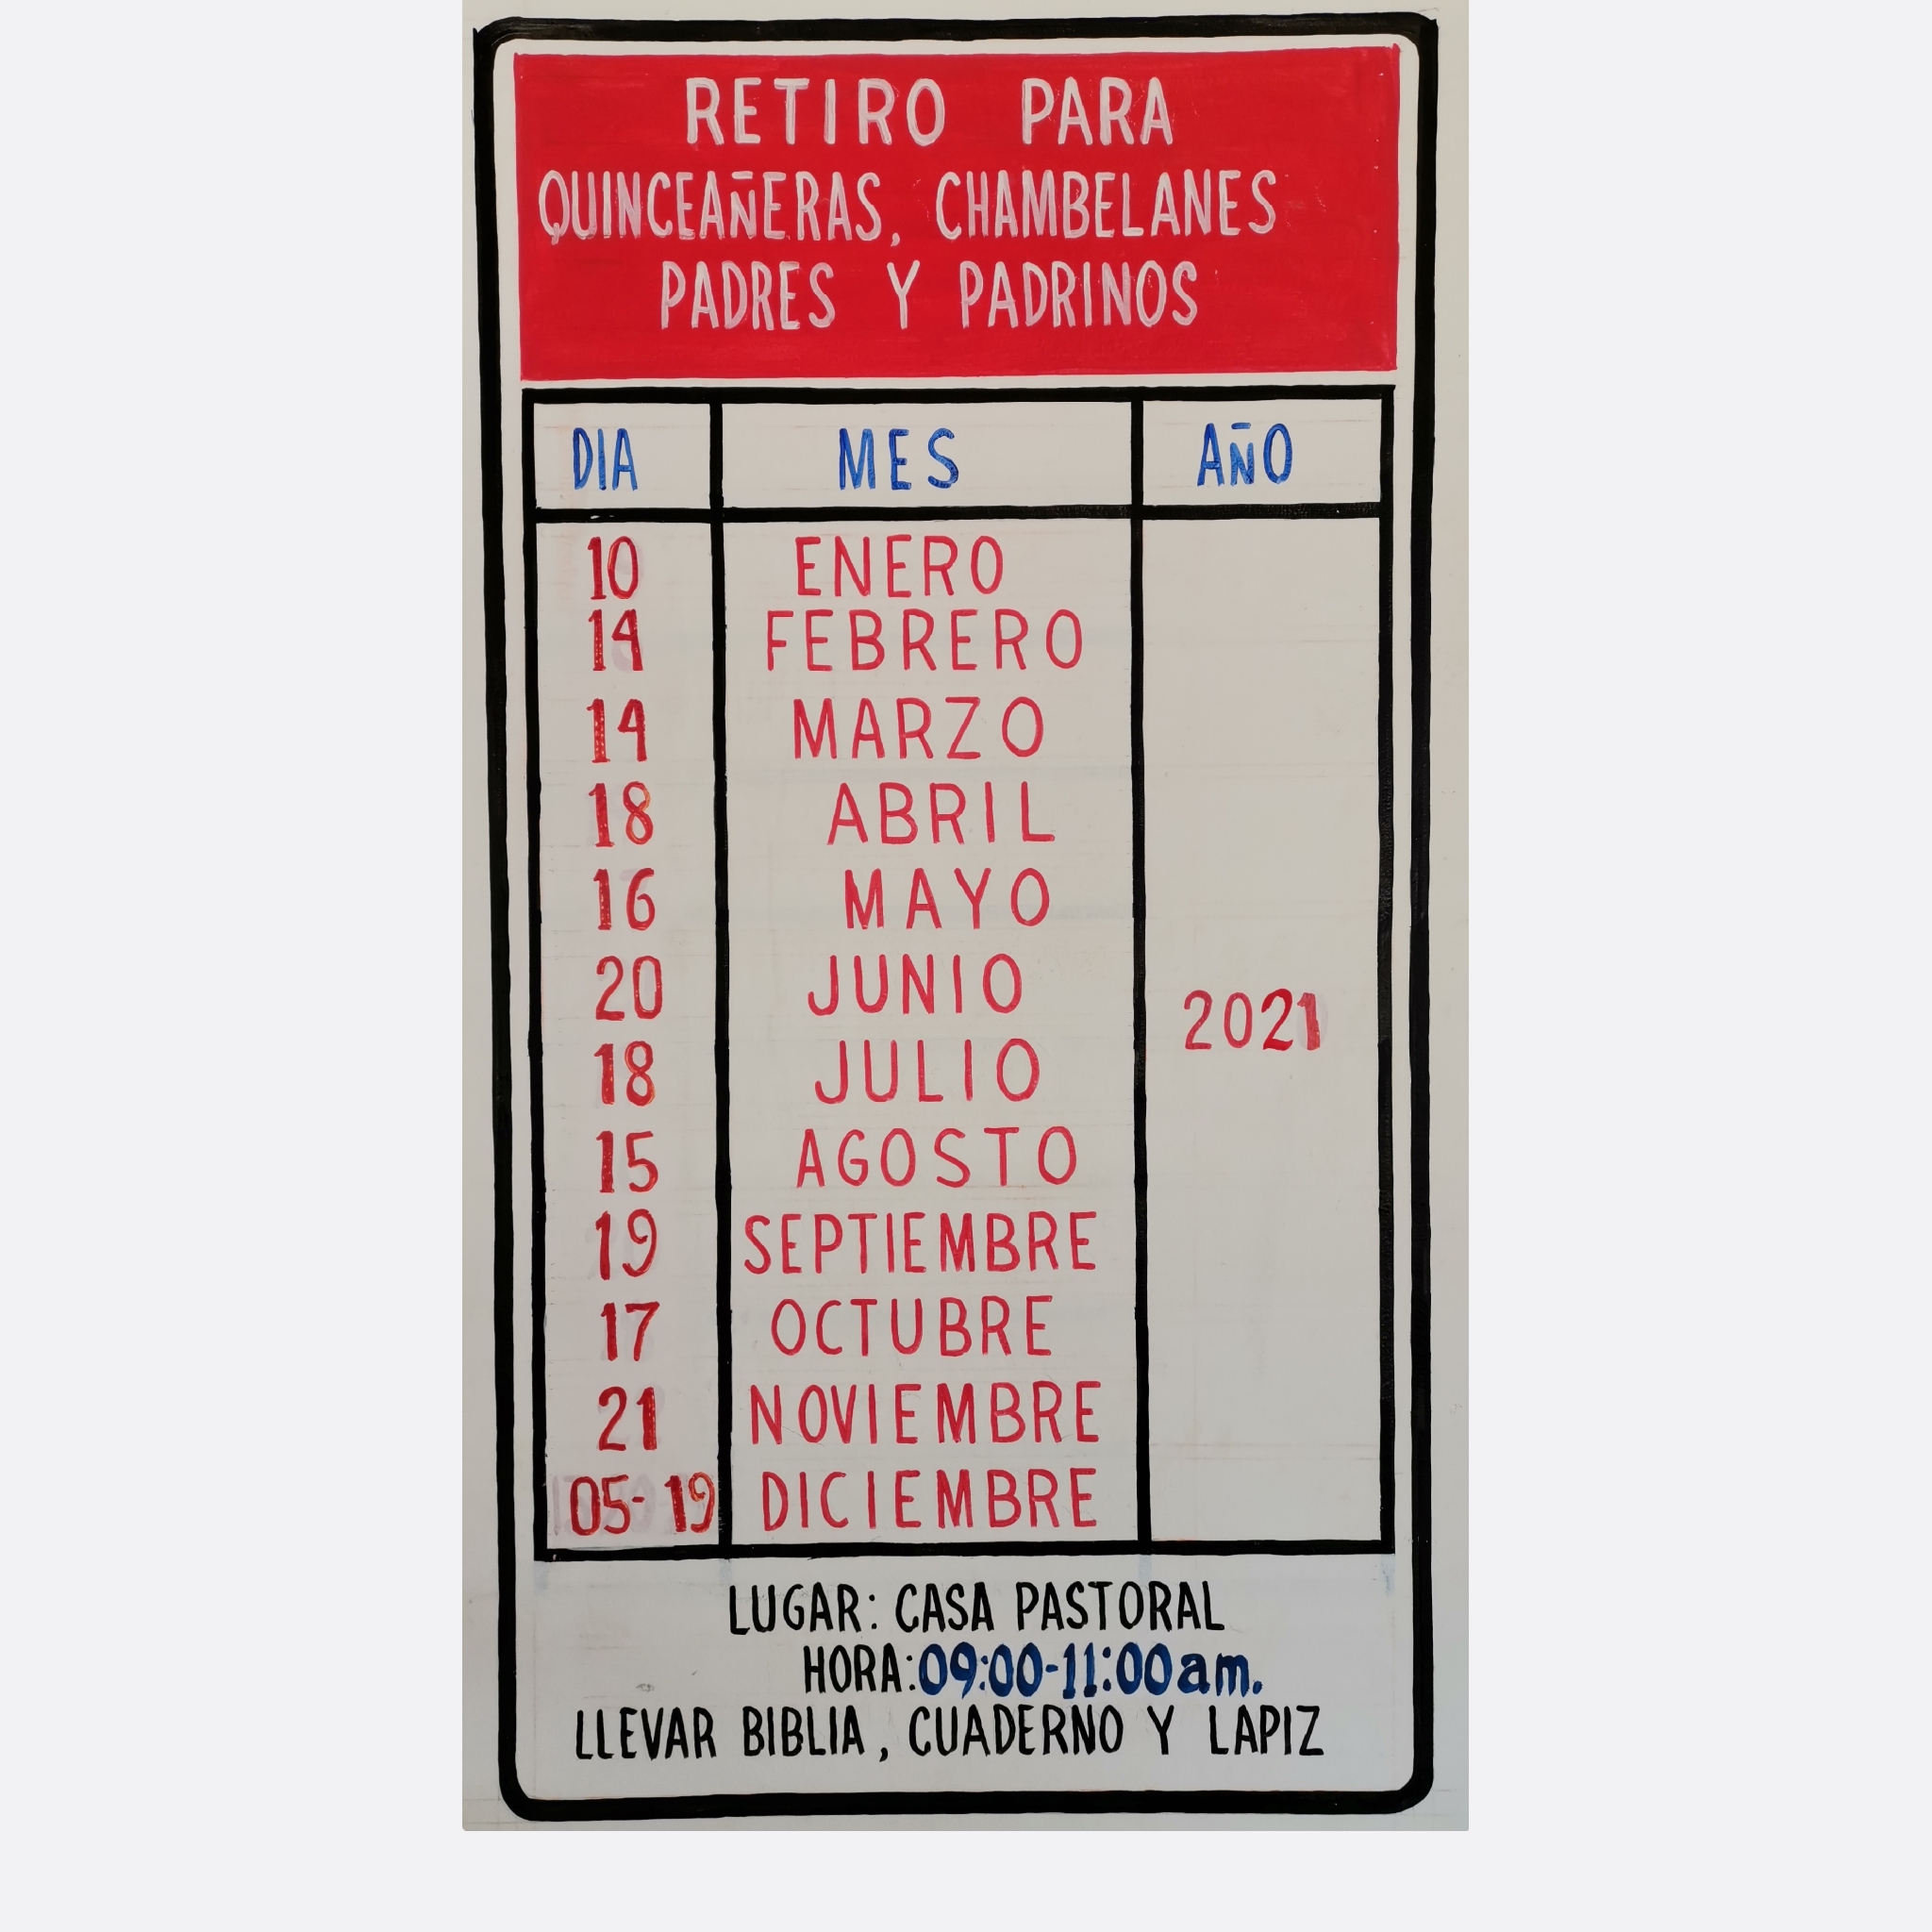 RETIRO PARA
QUINCEAÑERAS, CHAMBELANES
PADRES Y PADRINOS
DIA MES AÑO
10 ENERO
14 FEBRERO
14 MARZO
18 ABRIL
16 MAYO
20 JUNIO
2021
18 JULIO
15 AGOSTO
19 SEPTIEMBRE
17 OCTUBRE
21 NOVIEMBRE
05-19 DICIEMBRE
LUGAR: CASA PASTORAL
HORA:09:00-11:00am.
LLEVAR BIBLIA, CUADERNO Y LAPIZ